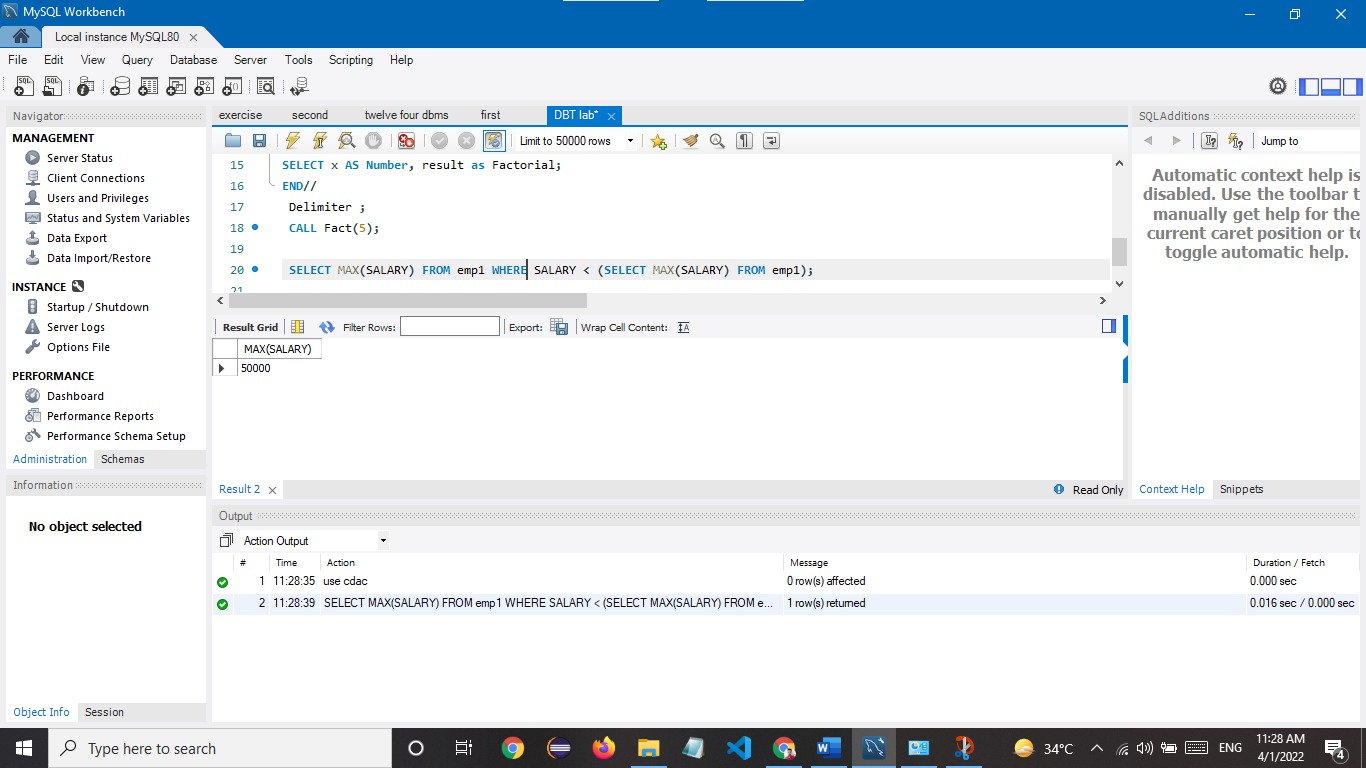 MySQL Workbench
Local instance MySQL80
File Edit View Query Database Server Tools Scripting Help
Navigator
MANAGEMENT
Server Status
Client Connections
Users and Privileges
Status and System Variables
Data Export
Data Import/Restore
INSTANCE
Startup / Shutdown
Server Logs
Options File
PERFORMANCE
Dashboard
Performance Reports
Performance Schema Setup
Administration Schemas
Information
No object selected
Object Info Session
exercise second twelve four dbms first DBT lab*
Limit to 50000 rows
15 SELECT x AS Number, result as Factorial;
16 END//
17 Delimiter ;
18 CALL Fact(5);
19
20 SELECT MAX(SALARY) FROM emp1 WHERE SALARY < (SELECT MAX(SALARY) FROM emp1);
21
Result Grid Filter Rows: Export: Wrap Cell Content:
MAX(SALARY)
50000
Result 2 Read Only
Output
Action Output
# Time Action Message Duration / Fetch
1 11:28:35 use cdac 0 row(s) affected 0.000 sec
2 11:28:39 SELECT MAX(SALARY) FROM emp1 WHERE SALARY < (SELECT MAX(SALARY) FROM e... 1 row(s) returned 0.016 sec / 0.000 sec
SQLAdditions
Jump to
Automatic context help is
disabled. Use the toolbar t
manually get help for the
current caret position or to
toggle automatic help.
Context Help Snippets
Type here to search
34°C ENG
11:28 AM
4/1/2022
4